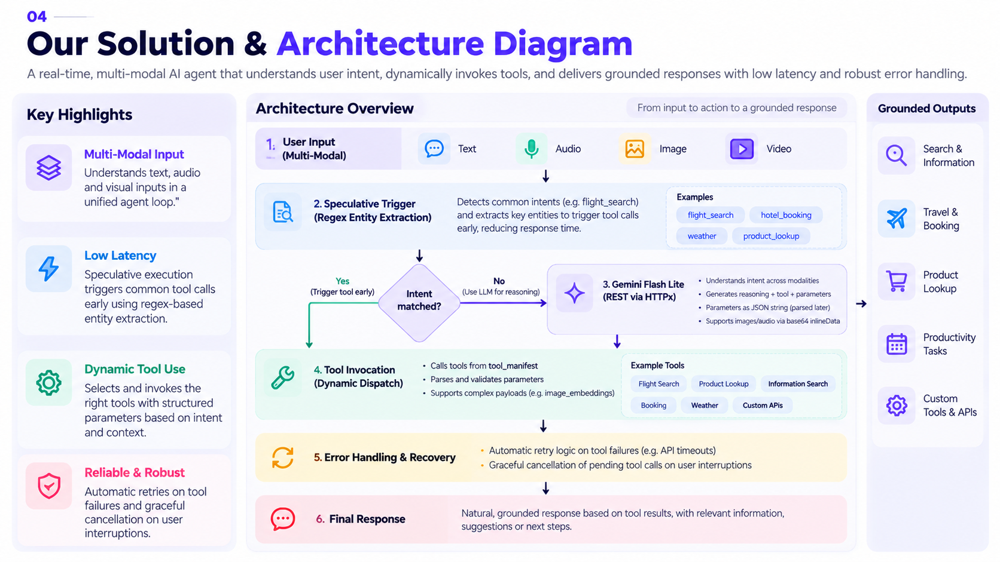 04
Our Solution & Architecture Diagram
A real-time, multi-modal AI agent that understands user intent, dynamically invokes tools, and delivers grounded responses with low latency and robust error handling.
Key Highlights
Multi-Modal Input
Understands text, audio
and visual inputs in a
unified agent loop."
Low Latency
Speculative execution
triggers common tool calls
early using regex-based
entity extraction.
Dynamic Tool Use
Selects and invokes the
right tools with structured
parameters based on intent
and context.
Reliable & Robust
Automatic retries on tool
failures and graceful
cancellation on user
interruptions.
Architecture Overview
From input to action to a grounded response
1. User Input
(Multi-Modal)
Text
Audio
Image
Video
2. Speculative Trigger
(Regex Entity Extraction)
Detects common intents (e.g. flight_search)
and extracts key entities to trigger tool calls
early, reducing response time.
Examples
flight_search
hotel_booking
weather
product_lookup
Yes
(Trigger tool early)
Intent
matched?
No
(Use LLM for reasoning)
3. Gemini Flash Lite
(REST via HTTPx)
• Understands intent across modalities
• Generates reasoning + tool + parameters
• Parameters as JSON string (parsed later)
• Supports images/audio via base64 inlineData
4. Tool Invocation
(Dynamic Dispatch)
• Calls tools from tool_manifest
• Parses and validates parameters
• Supports complex payloads (e.g. image_embeddings)
Example Tools
Flight Search
Product Lookup
Information Search
Booking
Weather
Custom APIs
5. Error Handling & Recovery
• Automatic retry logic on tool failures (e.g. API timeouts)
• Graceful cancellation of pending tool calls on user interruptions
6. Final Response
Natural, grounded response based on tool results, with relevant information,
suggestions or next steps.
Grounded Outputs
Search &
Information
Travel &
Booking
Product
Lookup
Productivity
Tasks
Custom
Tools & APIs